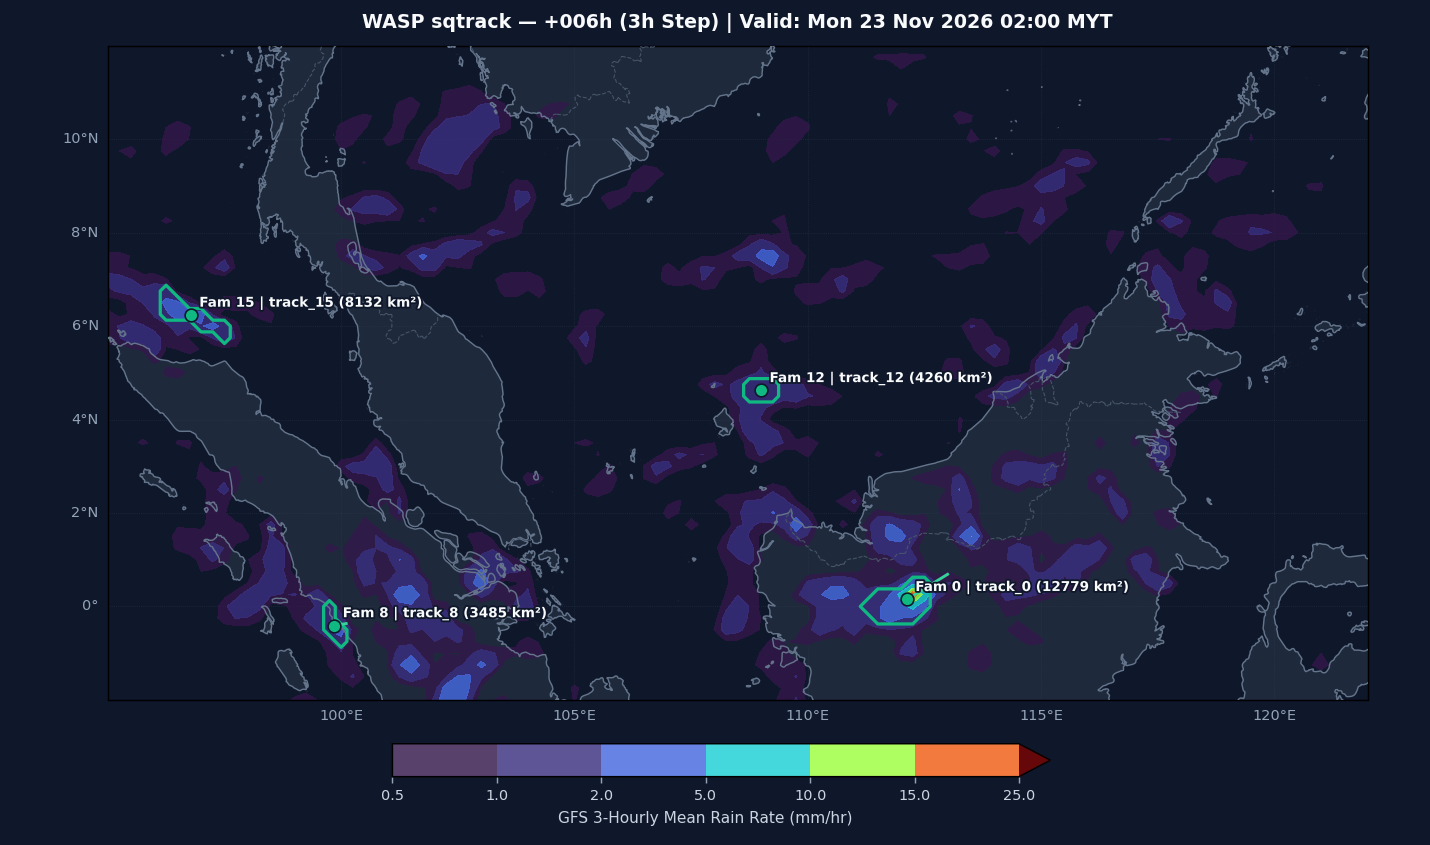 WASP sqtrack — +006h (3h Step) | Valid: Mon 23 Nov 2026 02:00 MYT
10°N
8°N
6°N
4°N
2°N
0°
Fam 15 | track_15 (8132 km²)
Fam 12 | track_12 (4260 km²)
Fam 0 | track_0 (12779 km²)
Fam 8 | track_8 (3485 km²)
100°E 105°E 110°E 115°E 120°E
0.5 1.0 2.0 5.0 10.0 15.0 25.0
GFS 3-Hourly Mean Rain Rate (mm/hr)